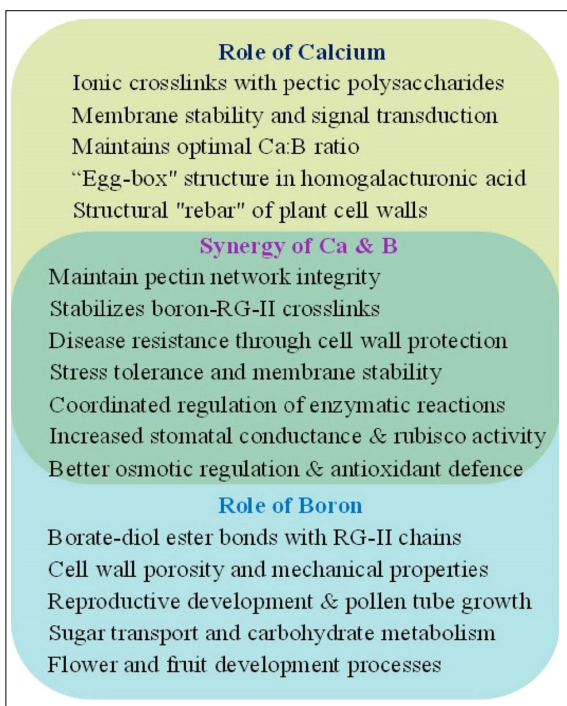 Role of Calcium
Ionic crosslinks with pectic polysaccharides
Membrane stability and signal transduction
Maintains optimal Ca:B ratio
“Egg-box" structure in homogalacturonic acid
Structural "rebar" of plant cell walls
Synergy of Ca & B
Maintain pectin network integrity
Stabilizes boron-RG-II crosslinks
Disease resistance through cell wall protection
Stress tolerance and membrane stability
Coordinated regulation of enzymatic reactions
Increased stomatal conductance & rubisco activity
Better osmotic regulation & antioxidant defence
Role of Boron
Borate-diol ester bonds with RG-II chains
Cell wall porosity and mechanical properties
Reproductive development & pollen tube growth
Sugar transport and carbohydrate metabolism
Flower and fruit development processes